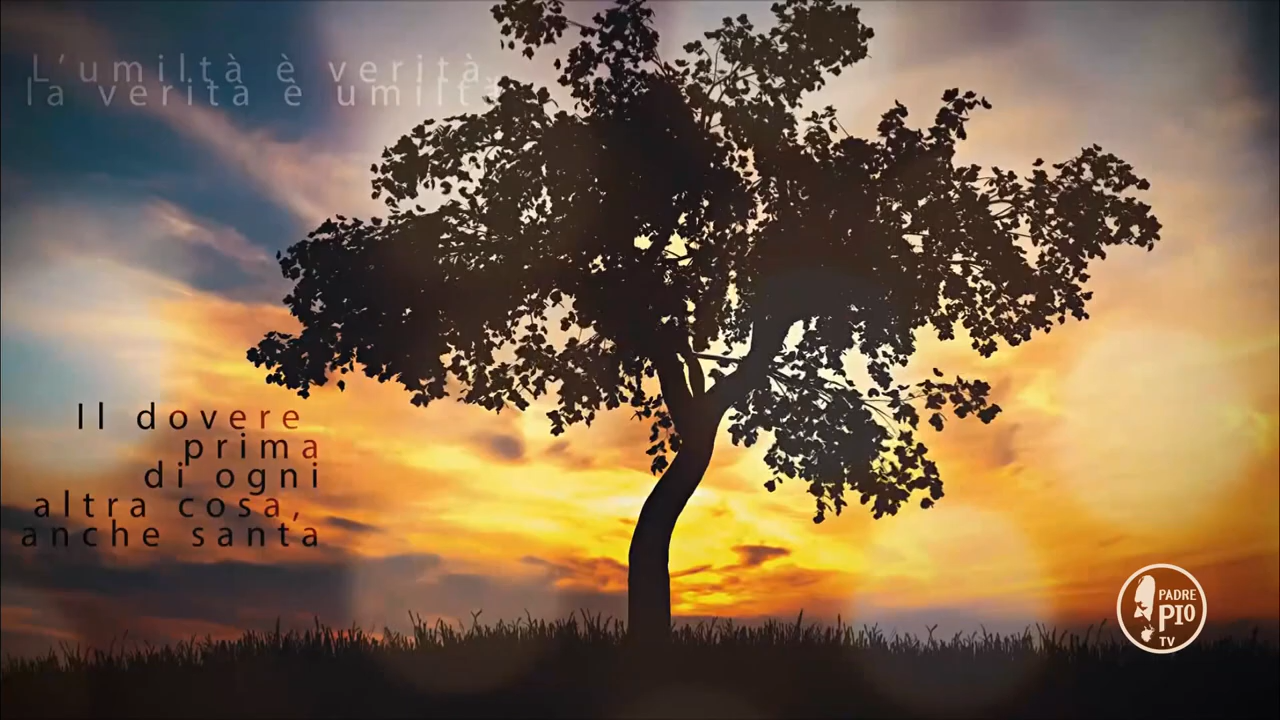 L'umiltà è verità,
la verità è umiltà
Il dovere
prima
di ogni
altra cosa,
anche santa
PADRE
PIO
TV